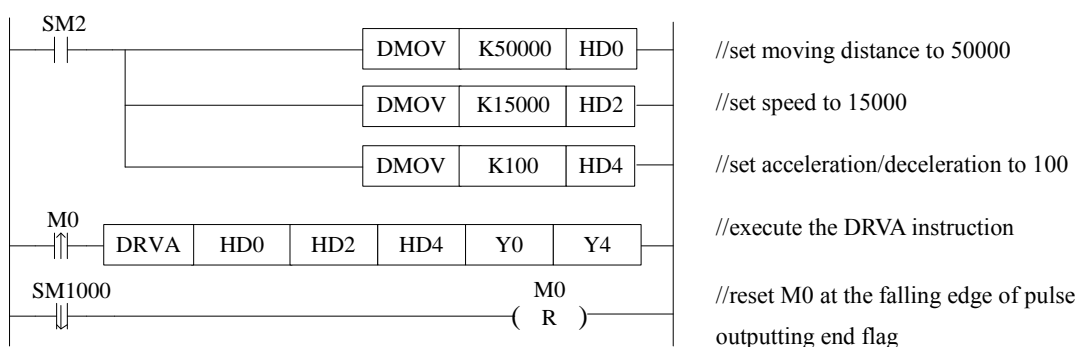 SM2
DMOV K50000 HD0 //set moving distance to 50000
DMOV K15000 HD2 //set speed to 15000
DMOV K100 HD4 //set acceleration/deceleration to 100
M0
DRVA HD0 HD2 HD4 Y0 Y4 //execute the DRVA instruction
SM1000 M0
( R ) //reset M0 at the falling edge of pulse
outputting end flag